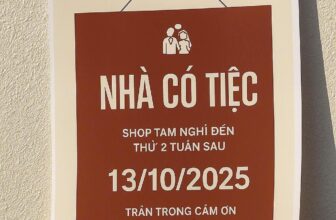 NHÀ CÓ TIỆC
SHOP TẠM NGHỈ ĐẾN
THỨ 2 TUẦN SAU
13/10/2025
TRÂN TRỌNG CẢM ƠN